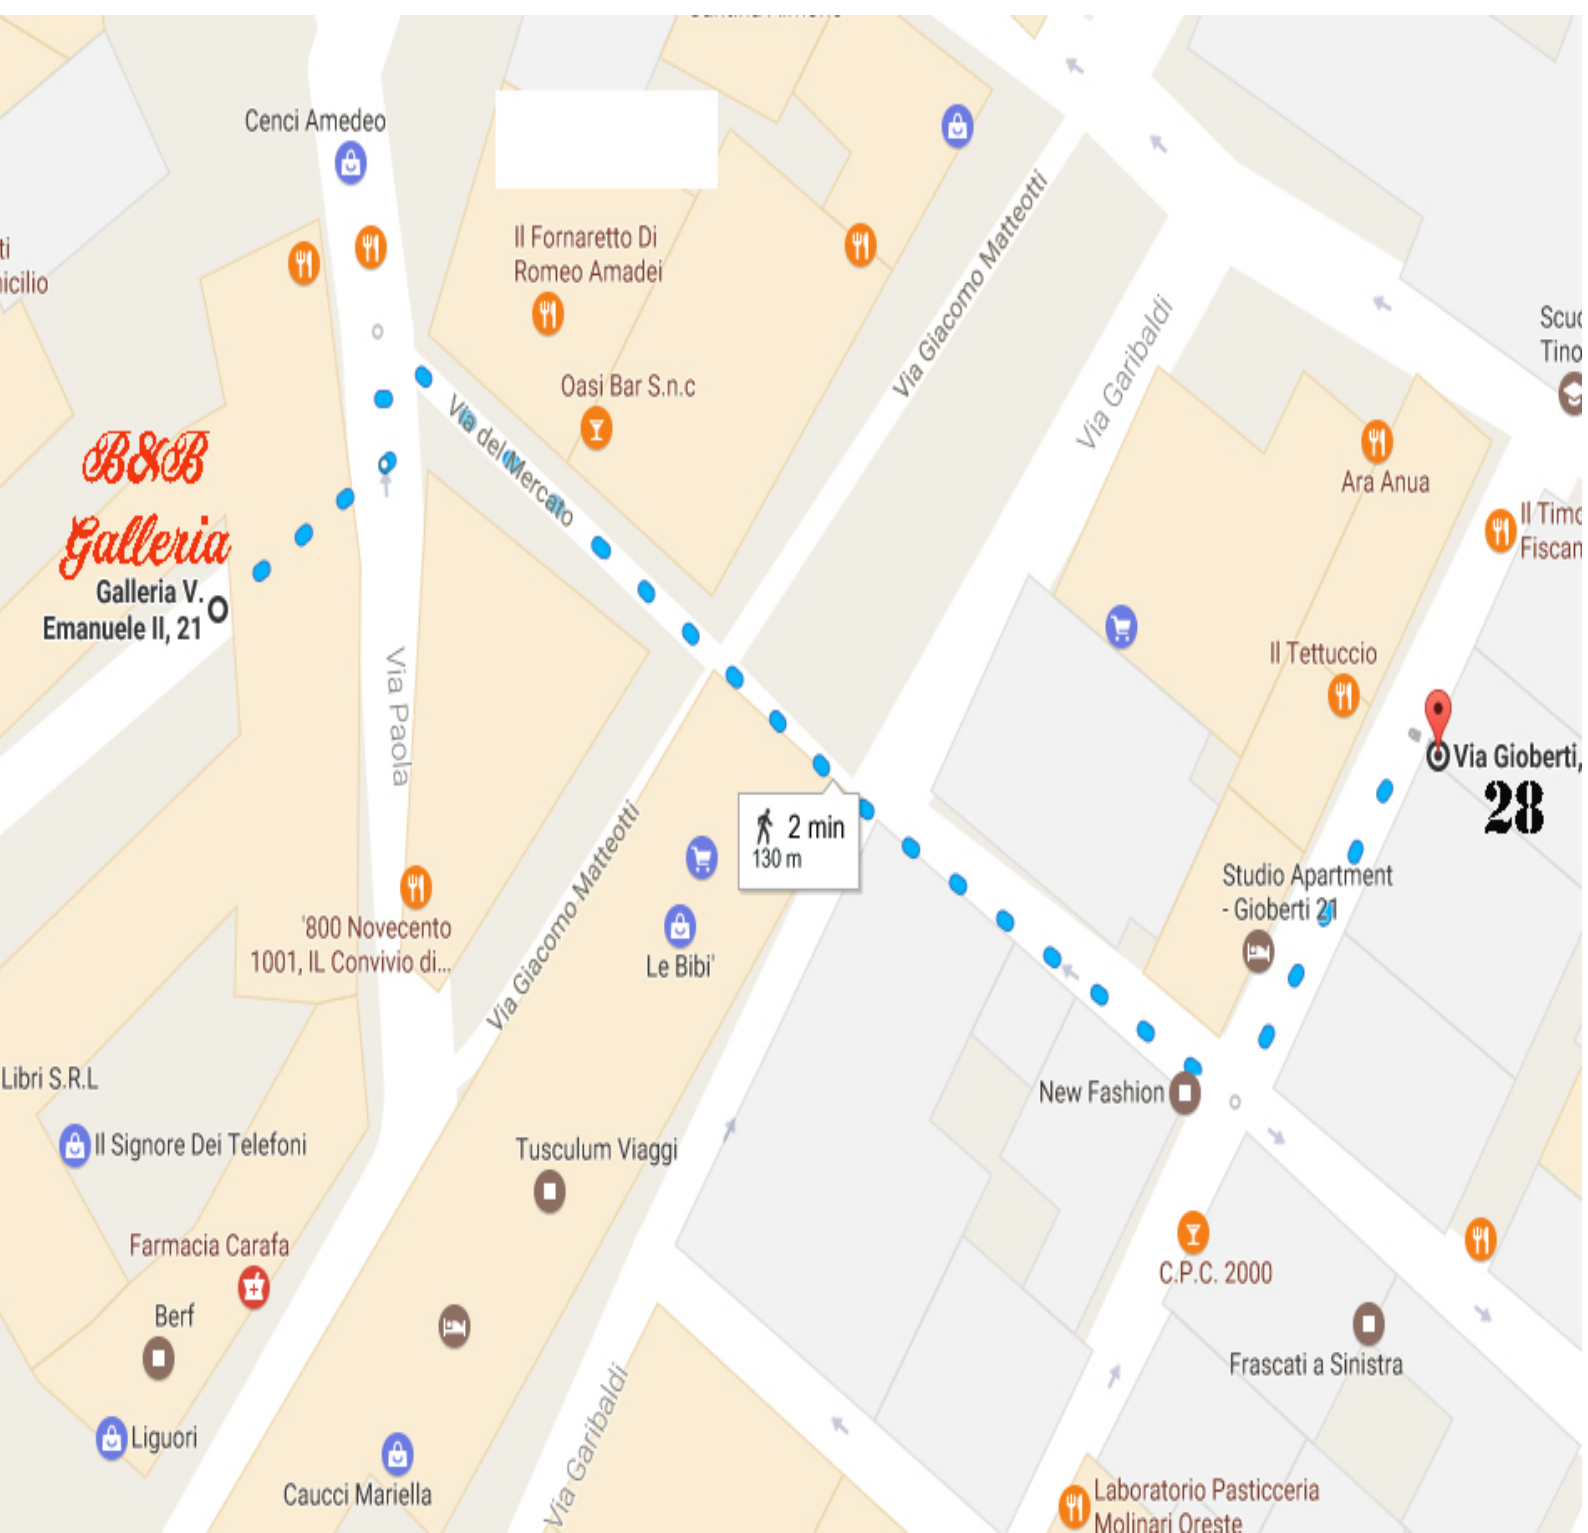 Cenci Amedeo
ti
icilio
Il Fornaretto Di
Romeo Amadei
Oasi Bar S.n.c
Via Giacomo Matteotti
Via Garibaldi
Scuo
Tino
Ara Anua
Il Timo
Fiscan
Via del Mercato
B&B
Galleria
Galleria V.
Emanuele II, 21
Via Paola
Il Tettuccio
Via Gioberti,
28
2 min
130 m
Studio Apartment
- Gioberti 21
'800 Novecento
1001, IL Convivio di...
Via Giacomo Matteotti
Le Bibi'
New Fashion
Libri S.R.L
Il Signore Dei Telefoni
Tusculum Viaggi
Farmacia Carafa
Berf
C.P.C. 2000
Frascati a Sinistra
Liguori
Caucci Mariella
Via Garibaldi
Laboratorio Pasticceria
Molinari Oreste